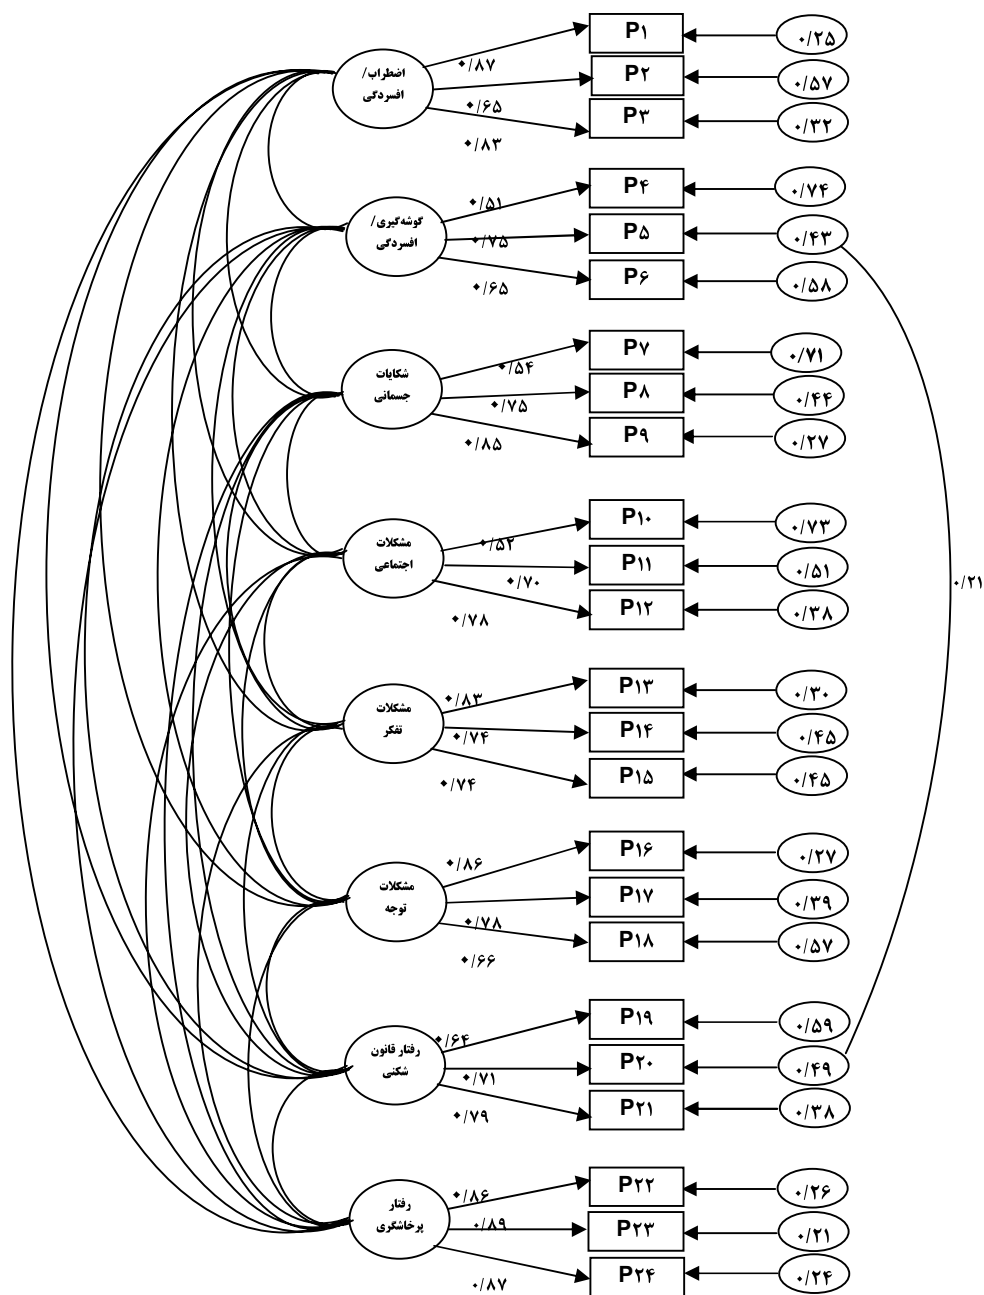 P۱
۰/۲۵
۰/۸۷
اضطراب/
افسردگی
P۲
۰/۵۷
۰/۶۵
P۳
۰/۳۲
۰/۸۳
P۴
۰/۷۴
۰/۵۱
گوشه‌گیری/
افسردگی
P۵
۰/۴۳
۰/۷۵
P۶
۰/۵۸
۰/۶۵
P۷
۰/۷۱
۰/۵۴
شکایات
جسمانی
P۸
۰/۴۴
۰/۷۵
P۹
۰/۲۷
۰/۸۵
P۱۰
۰/۷۳
۰/۵۲
مشکلات
اجتماعی
P۱۱
۰/۵۱
۰/۷۰
۰/۲۱
P۱۲
۰/۳۸
۰/۷۸
P۱۳
۰/۳۰
۰/۸۳
مشکلات
تفکر
P۱۴
۰/۴۵
۰/۷۴
P۱۵
۰/۴۵
۰/۷۴
P۱۶
۰/۲۷
۰/۸۶
مشکلات
توجه
P۱۷
۰/۳۹
۰/۷۸
P۱۸
۰/۵۷
۰/۶۶
P۱۹
۰/۵۹
۰/۶۴
رفتار قانون
شکنی
P۲۰
۰/۴۹
۰/۷۱
P۲۱
۰/۳۸
۰/۷۹
P۲۲
۰/۲۶
۰/۸۶
رفتار
پرخاشگری
P۲۳
۰/۲۱
۰/۸۹
P۲۴
۰/۲۴
۰/۸۷